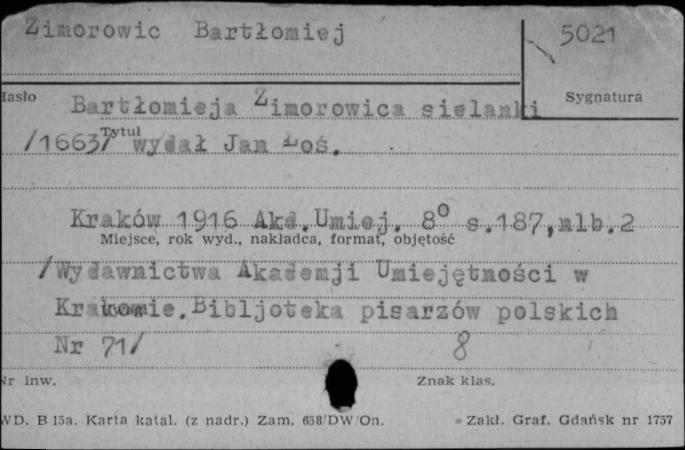 Zimorowic Bartłomiej
5021
Hasło
Sygnatura
Bartłomieja Zimorowica sielanki
Tytuł
/1663/ wydał Jan Łoś.
Kraków 1916 Akd.Umiej. 8° s.187,nlb.2
Miejsce, rok wyd., nakładca, format, objętość
/Wydawnictwa Akademji Umiejętności w
Krakowie.Bibljoteka pisarzów polskich
Nr 71/
8
Nr inw.
Znak klas.
WD. B 15a. Karta katal. (z nadr.) Zam. 658/DW/On.
Zakł. Graf. Gdańsk nr 1757